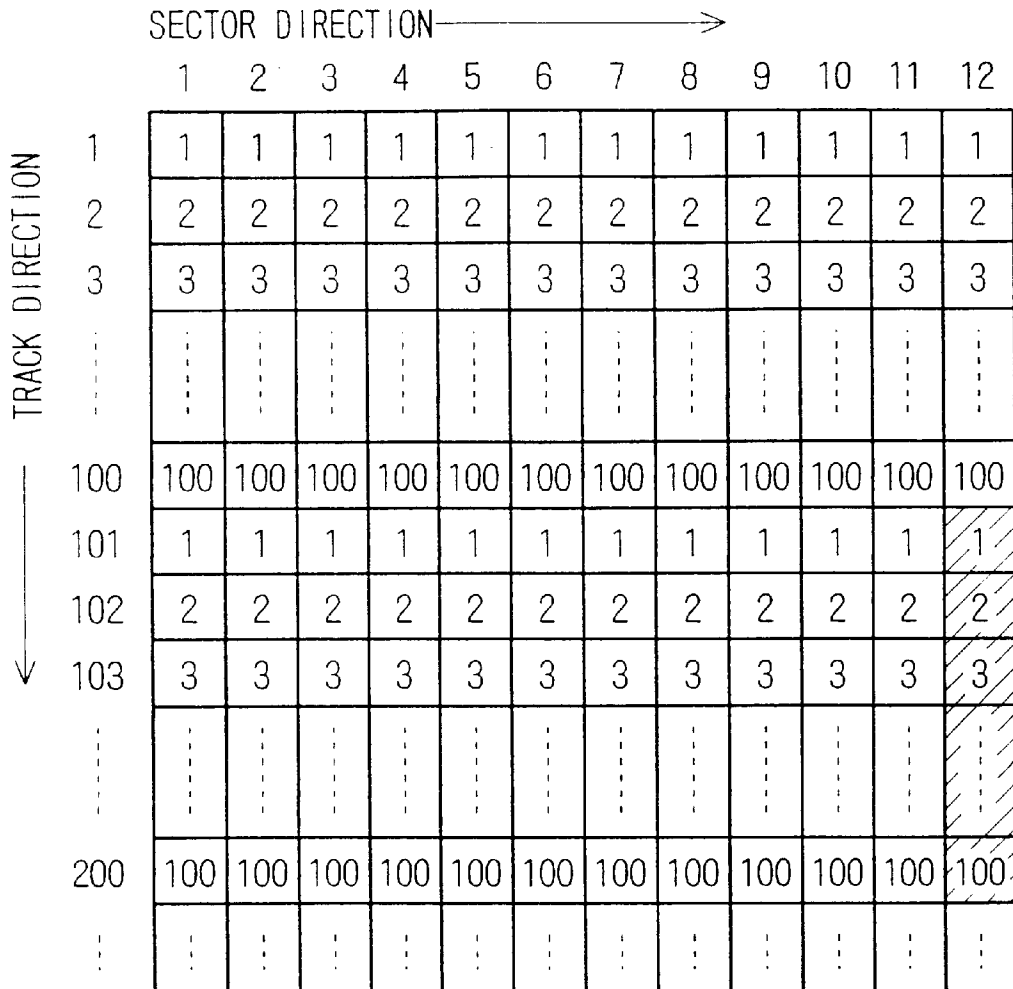 SECTOR DIRECTION
1 2 3 4 5 6 7 8 9 10 11 12
TRACK DIRECTION
1 1 1 1 1 1 1 1 1 1 1 1 1
2 2 2 2 2 2 2 2 2 2 2 2 2
3 3 3 3 3 3 3 3 3 3 3 3 3
100 100 100 100 100 100 100 100 100 100 100 100 100
101 1 1 1 1 1 1 1 1 1 1 1 1
102 2 2 2 2 2 2 2 2 2 2 2 2
103 3 3 3 3 3 3 3 3 3 3 3 3
200 100 100 100 100 100 100 100 100 100 100 100 100